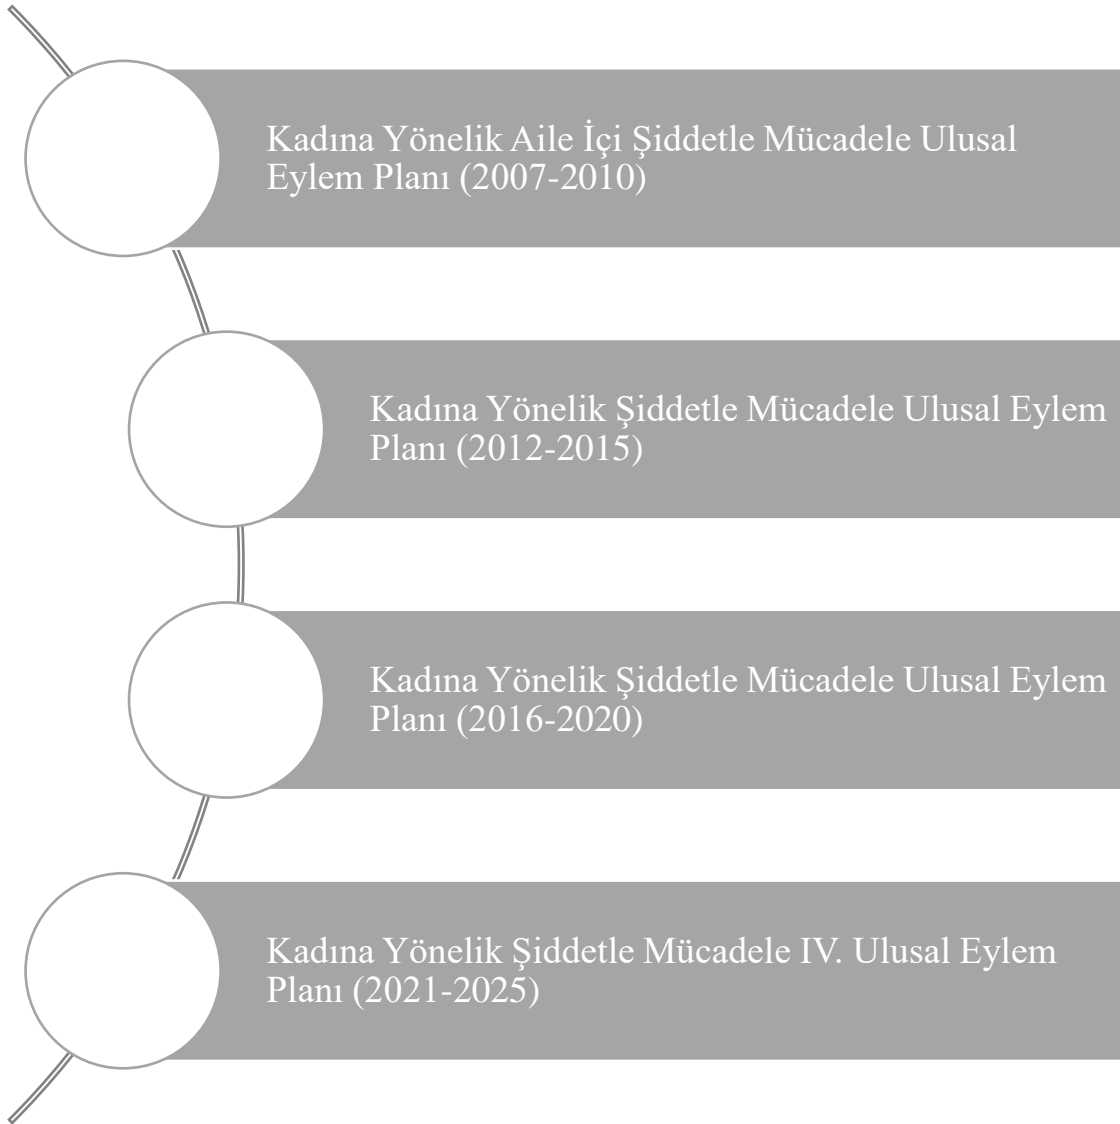 Kadına Yönelik Aile İçi Şiddetle Mücadele Ulusal
Eylem Planı (2007-2010)
Kadına Yönelik Şiddetle Mücadele Ulusal Eylem
Planı (2012-2015)
Kadına Yönelik Şiddetle Mücadele Ulusal Eylem
Planı (2016-2020)
Kadına Yönelik Şiddetle Mücadele IV. Ulusal Eylem
Planı (2021-2025)